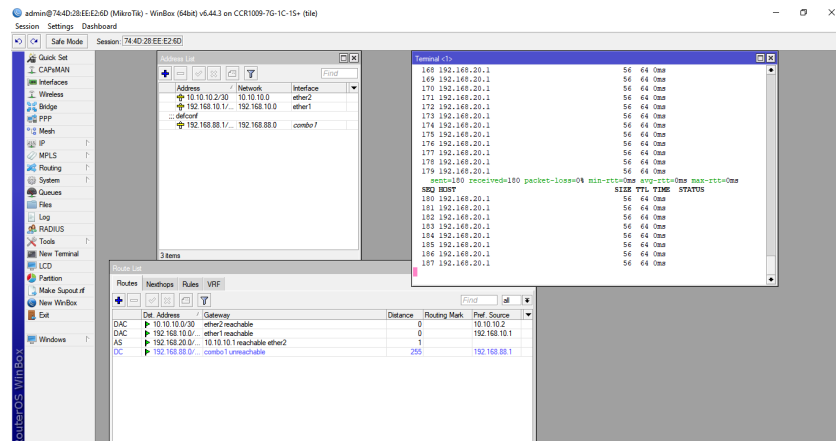 admin@74:4D:28:EE:E2:6D (MikroTik) - WinBox (64bit) v6.44.3 on CCR1009-7G-1C-1S+ (tile)
Session Settings Dashboard
Safe Mode Session: 74:4D:28:EE:E2:6D
Quick Set
CAPsMAN
Interfaces
Wireless
Bridge
PPP
Mesh
IP
MPLS
Routing
System
Queues
Files
Log
RADIUS
Tools
New Terminal
LCD
Partition
Make Supout.rif
New WinBox
Exit
Windows
RouterOS WinBox
Address List
Find
Address Network Interface
10.10.10.2/30 10.10.10.0 ether2
192.168.10.1/... 192.168.10.0 ether1
;;; defconf
192.168.88.1/... 192.168.88.0 combo1
3 items
Terminal <1>
168 192.168.20.1 56 64 0ms
169 192.168.20.1 56 64 0ms
170 192.168.20.1 56 64 0ms
171 192.168.20.1 56 64 0ms
172 192.168.20.1 56 64 0ms
173 192.168.20.1 56 64 0ms
174 192.168.20.1 56 64 0ms
175 192.168.20.1 56 64 0ms
176 192.168.20.1 56 64 0ms
177 192.168.20.1 56 64 0ms
178 192.168.20.1 56 64 0ms
179 192.168.20.1 56 64 0ms
sent=180 received=180 packet-loss=0% min-rtt=0ms avg-rtt=0ms max-rtt=0ms
SEQ HOST SIZE TTL TIME STATUS
180 192.168.20.1 56 64 0ms
181 192.168.20.1 56 64 0ms
182 192.168.20.1 56 64 0ms
183 192.168.20.1 56 64 0ms
184 192.168.20.1 56 64 0ms
185 192.168.20.1 56 64 0ms
186 192.168.20.1 56 64 0ms
187 192.168.20.1 56 64 0ms
Route List
Routes Nexthops Rules VRF
Find all
Dst. Address Gateway Distance Routing Mark Pref. Source
DAC 10.10.10.0/30 ether2 reachable 0 10.10.10.2
DAC 192.168.10.0/... ether1 reachable 0 192.168.10.1
AS 192.168.20.0/... 10.10.10.1 reachable ether2 1
DC 192.168.88.0/... combo1 unreachable 255 192.168.88.1